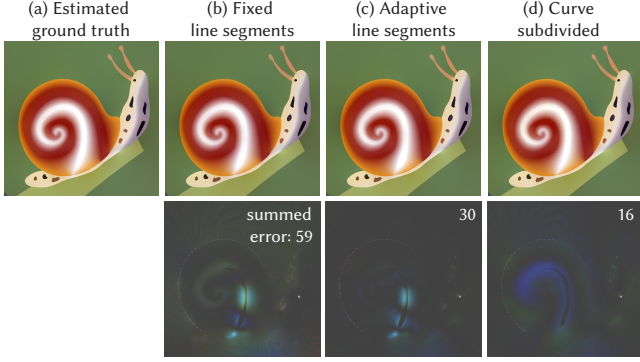 (a) Estimated
ground truth
(b) Fixed
line segments
(c) Adaptive
line segments
(d) Curve
subdivided
summed
error: 59
30
16